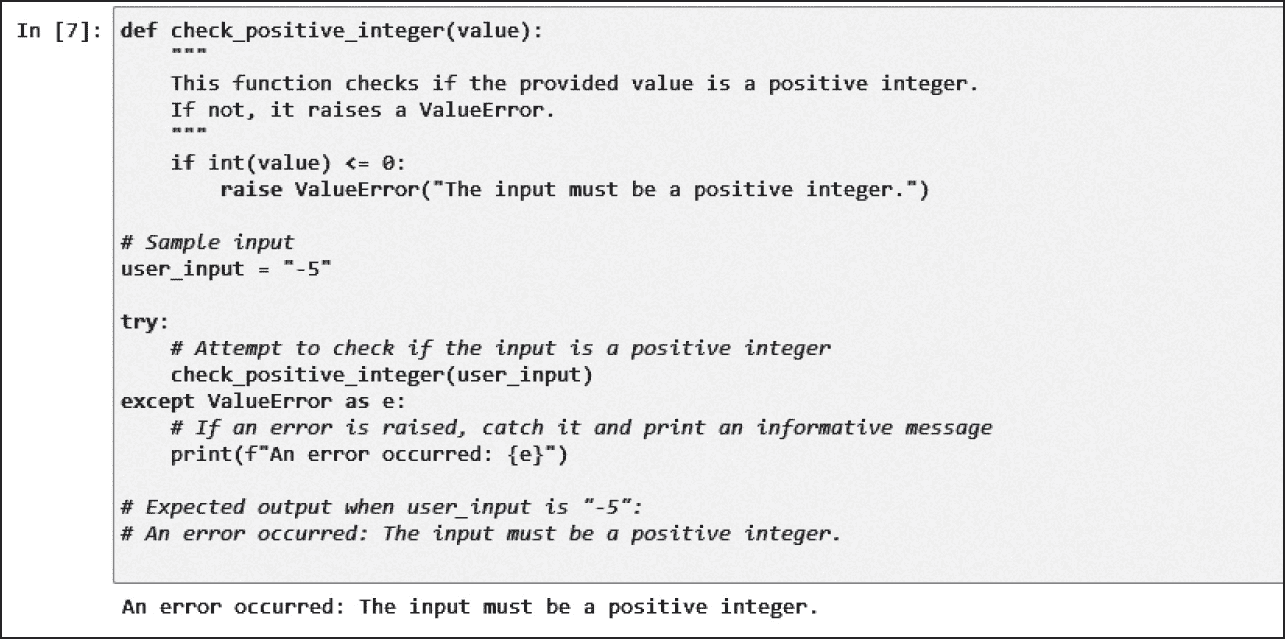 In [7]: def check_positive_integer(value):
    """
    This function checks if the provided value is a positive integer.
    If not, it raises a ValueError.
    """
    if int(value) <= 0:
        raise ValueError("The input must be a positive integer.")

# Sample input
user_input = "-5"

try:
    # Attempt to check if the input is a positive integer
    check_positive_integer(user_input)
except ValueError as e:
    # If an error is raised, catch it and print an informative message
    print(f"An error occurred: {e}")

# Expected output when user_input is "-5":
# An error occurred: The input must be a positive integer.

An error occurred: The input must be a positive integer.